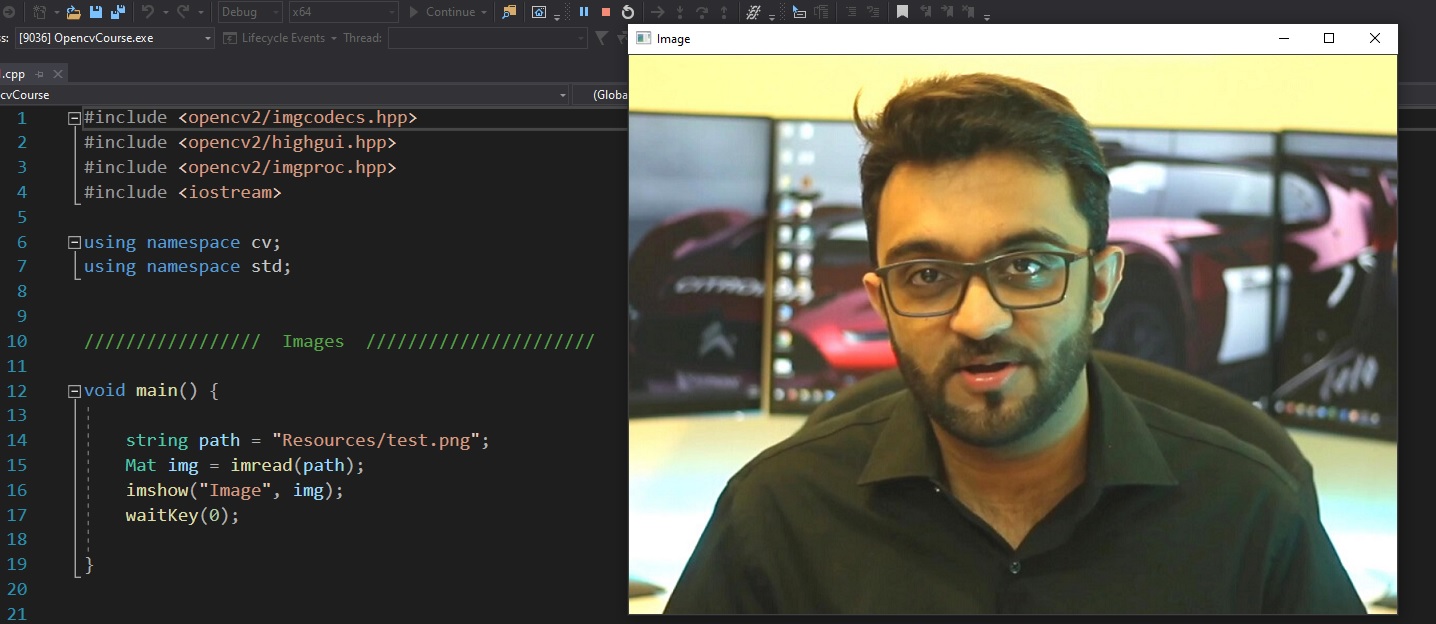 Debug x64 Continue
s: [9036] OpencvCourse.exe Lifecycle Events Thread:
.cpp
cvCourse (Globa
1 #include <opencv2/imgcodecs.hpp>
2 #include <opencv2/highgui.hpp>
3 #include <opencv2/imgproc.hpp>
4 #include <iostream>
5
6 using namespace cv;
7 using namespace std;
8
9
10 ///////////////// Images //////////////////////
11
12 void main() {
13
14 string path = "Resources/test.png";
15 Mat img = imread(path);
16 imshow("Image", img);
17 waitKey(0);
18
19 }
20
21
Image
CITROËN